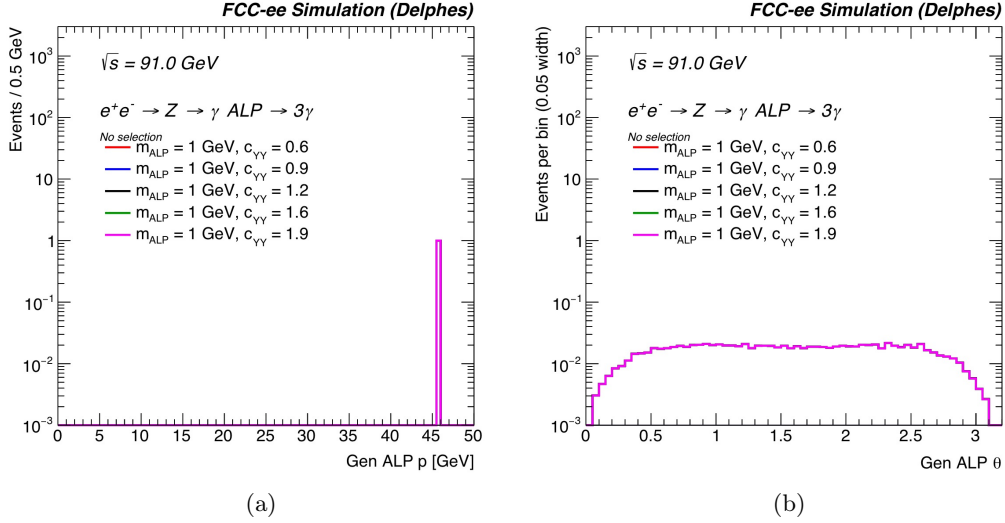 FCC-ee Simulation (Delphes)
Events / 0.5 GeV
10³
10²
10
1
10⁻¹
10⁻²
10⁻³
√s = 91.0 GeV
e⁺e⁻ → Z → γ ALP → 3γ
No selection
m_ALP = 1 GeV, c_YY = 0.6
m_ALP = 1 GeV, c_YY = 0.9
m_ALP = 1 GeV, c_YY = 1.2
m_ALP = 1 GeV, c_YY = 1.6
m_ALP = 1 GeV, c_YY = 1.9
0 5 10 15 20 25 30 35 40 45 50
Gen ALP p [GeV]
(a)
FCC-ee Simulation (Delphes)
Events per bin (0.05 width)
10³
10²
10
1
10⁻¹
10⁻²
10⁻³
√s = 91.0 GeV
e⁺e⁻ → Z → γ ALP → 3γ
No selection
m_ALP = 1 GeV, c_YY = 0.6
m_ALP = 1 GeV, c_YY = 0.9
m_ALP = 1 GeV, c_YY = 1.2
m_ALP = 1 GeV, c_YY = 1.6
m_ALP = 1 GeV, c_YY = 1.9
0 0.5 1 1.5 2 2.5 3
Gen ALP θ
(b)